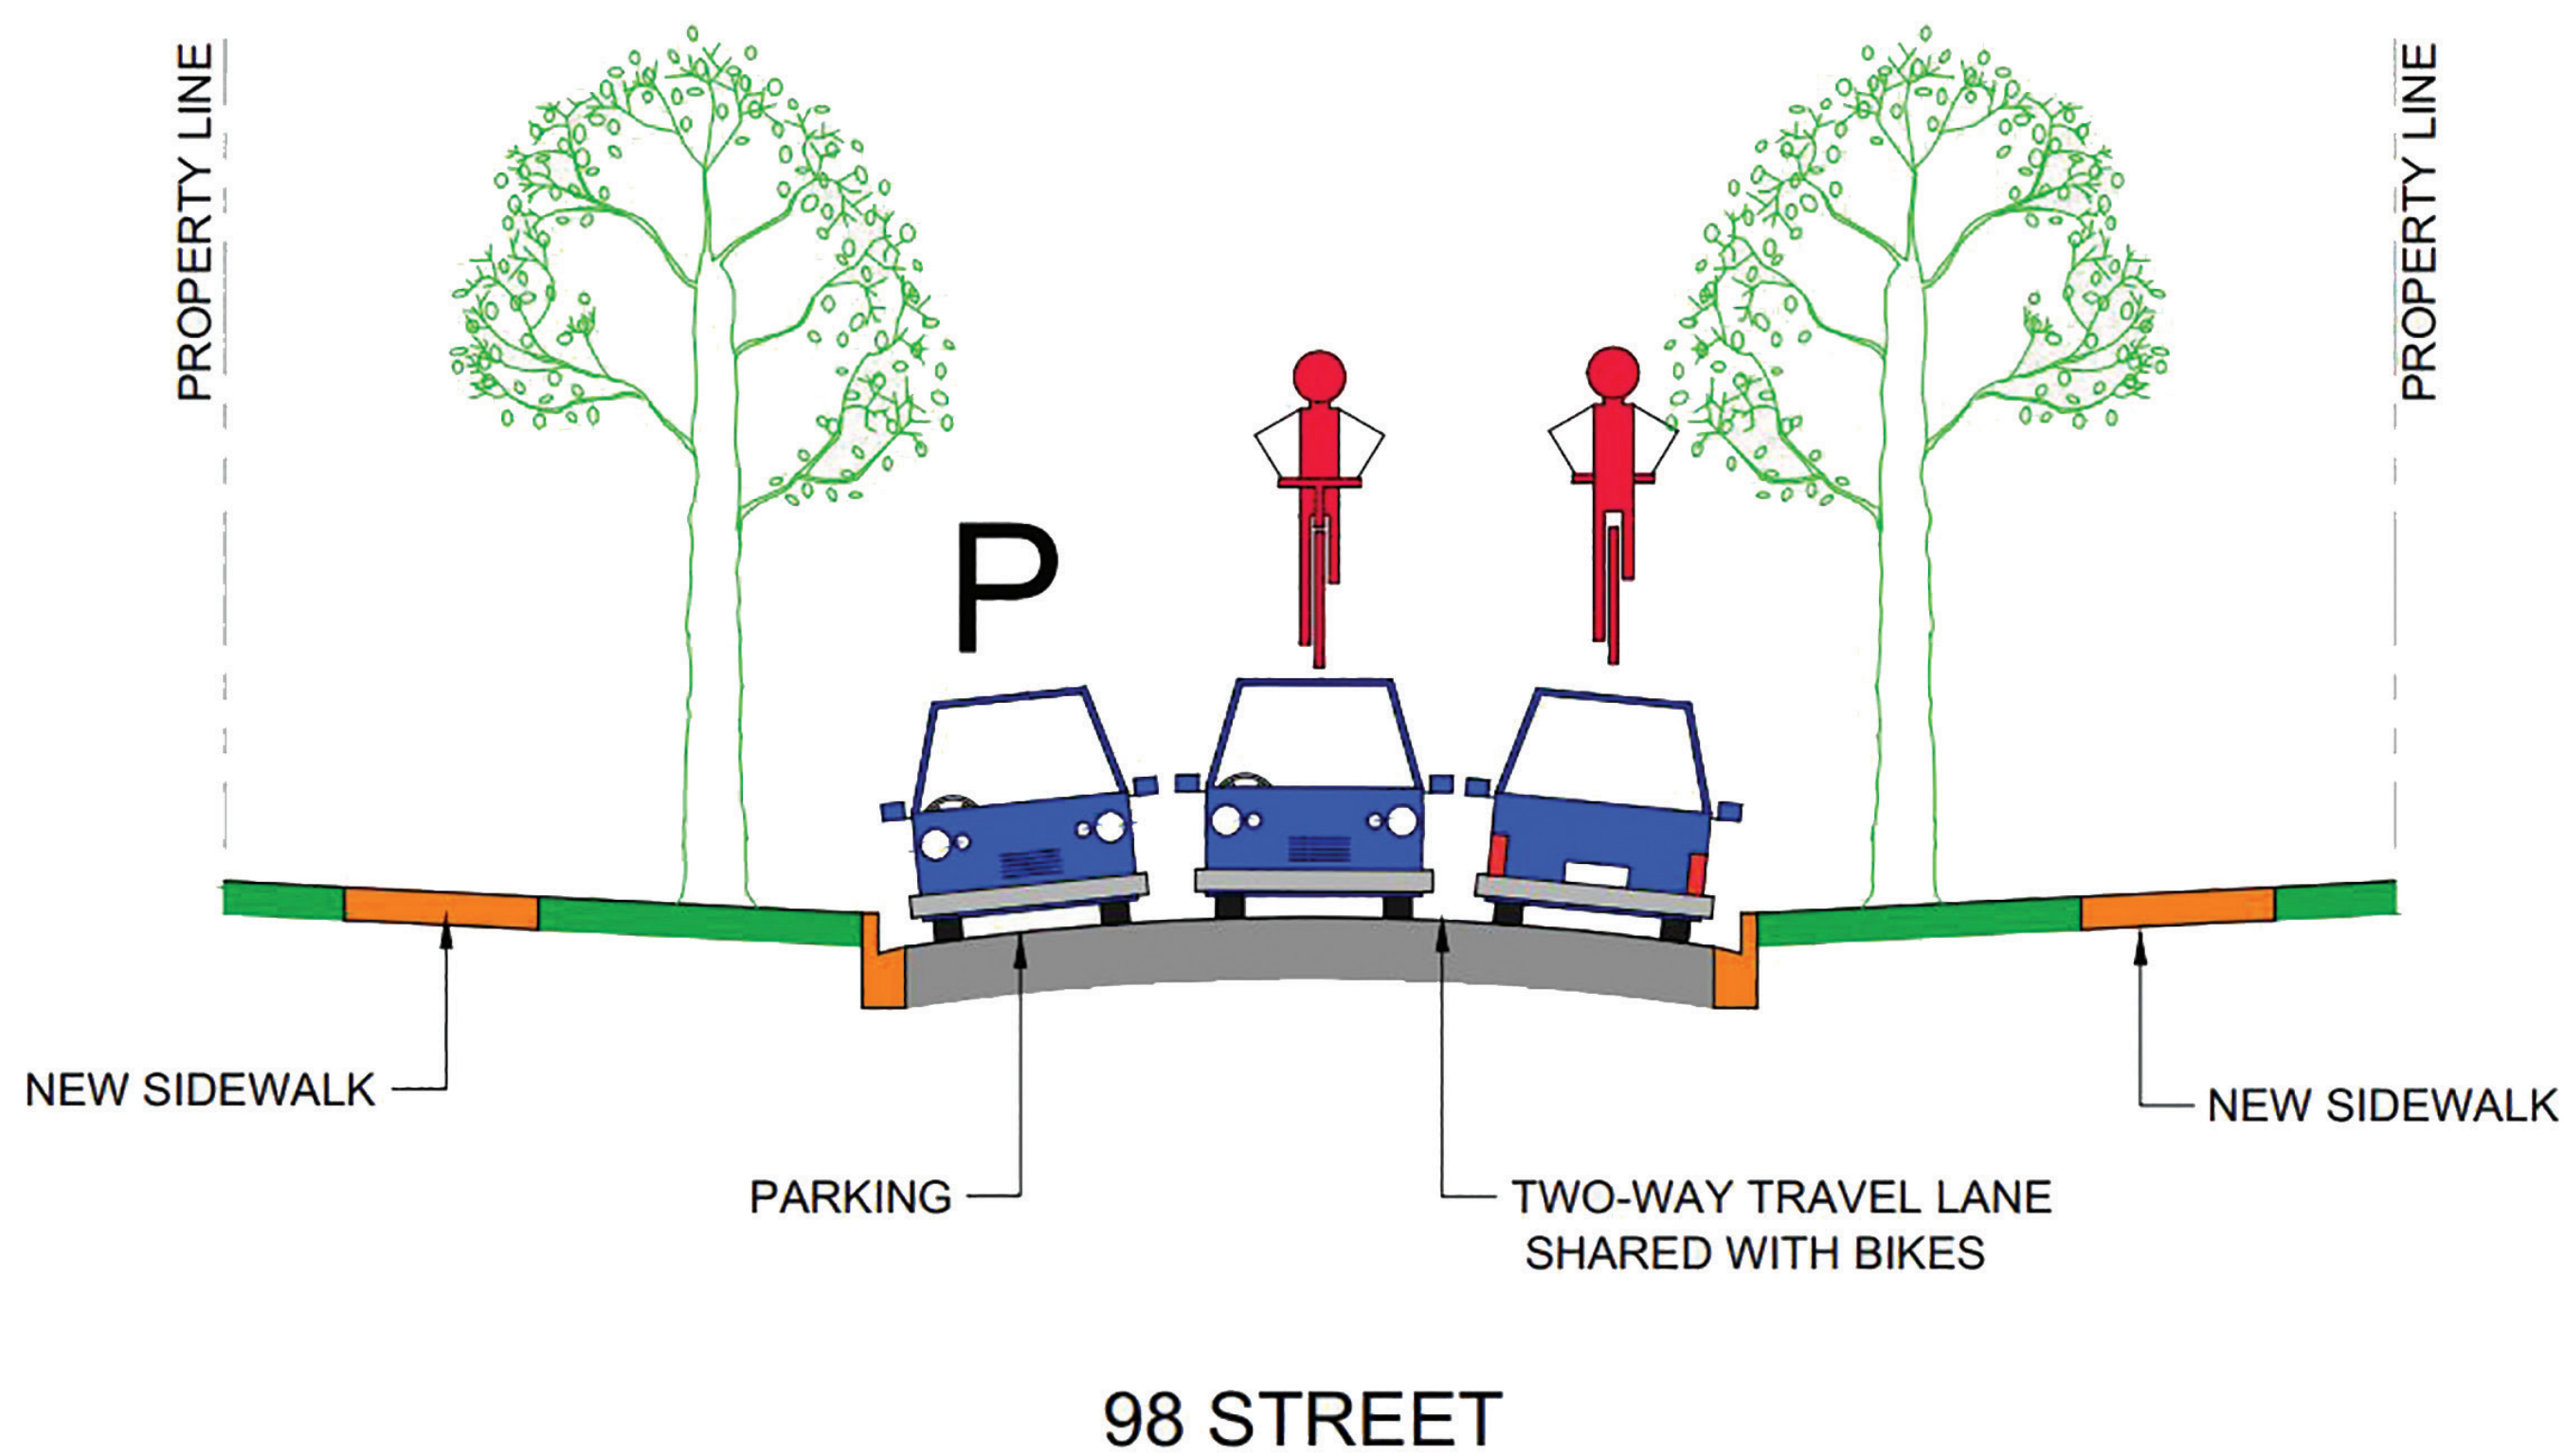 PROPERTY LINE
PROPERTY LINE
P
NEW SIDEWALK
NEW SIDEWALK
PARKING
TWO-WAY TRAVEL LANE
SHARED WITH BIKES
98 STREET